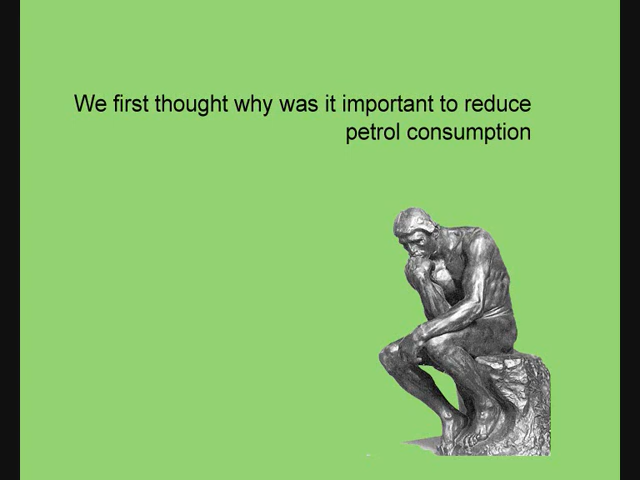 We first thought why was it important to reduce
petrol consumption